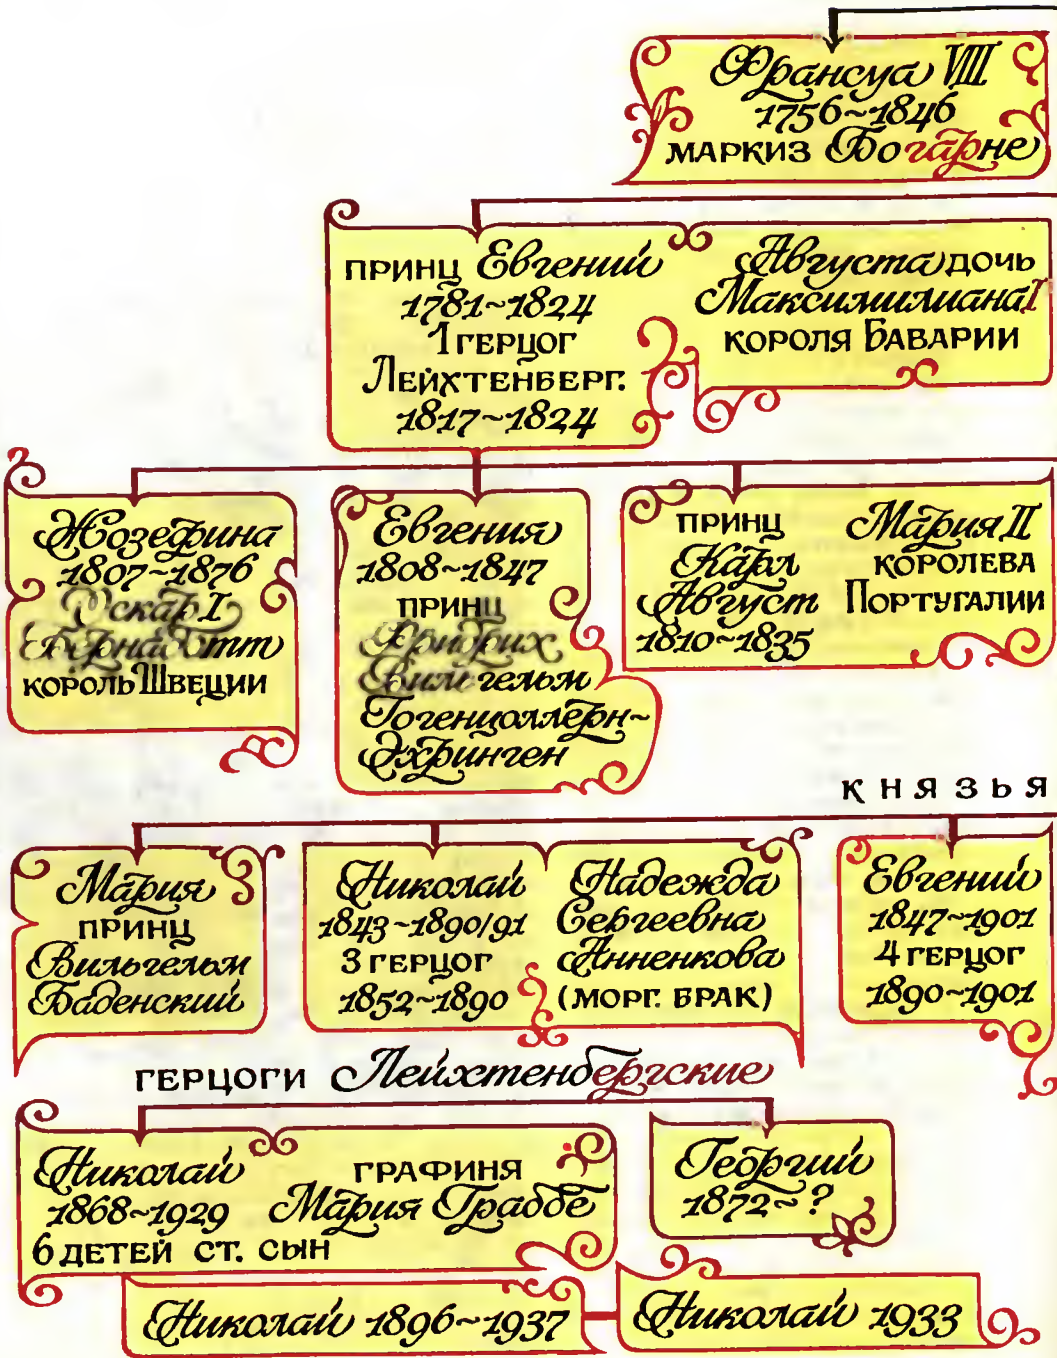 Франсуа VIII
1756~1846
МАРКИЗ Богарне
ПРИНЦ Евгений
1781~1824
1 ГЕРЦОГ
ЛЕЙХТЕНБЕРГ.
1817~1824
Августа ДОЧЬ
Максимилиана I
КОРОЛЯ БАВАРИИ
Жозефина
1807~1876
Оскар I
Бернадотт
КОРОЛЬ ШВЕЦИИ
Евгения
1808~1847
ПРИНЦ
Фридрих
Вильгельм
Гогенцоллерн~
Эхринген
ПРИНЦ
Карл
Август
1810~1835
Мария II
КОРОЛЕВА
ПОРТУГАЛИИ
КНЯЗЬЯ
Мария
ПРИНЦ
Вильгельм
Баденский
Николай
1843~1890/91
3 ГЕРЦОГ
1852~1890
Надежда
Сергеевна
Анненкова
(МОРГ. БРАК)
Евгений
1847~1901
4 ГЕРЦОГ
1890~1901
ГЕРЦОГИ Лейхтенбергские
Николай
1868~1929
6 ДЕТЕЙ СТ. СЫН
ГРАФИНЯ
Мария Граббе
Георгий
1872~?
Николай 1896~1937
Николай 1933